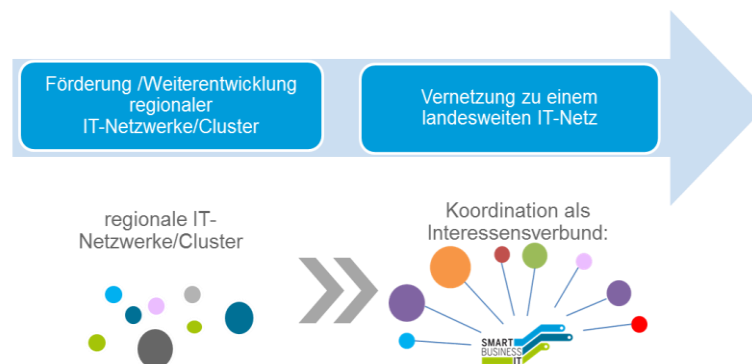 Förderung /Weiterentwicklung
regionaler
IT-Netzwerke/Cluster
Vernetzung zu einem
landesweiten IT-Netz
regionale IT-
Netzwerke/Cluster
Koordination als
Interessensverbund:
SMART
BUSINESS
IT